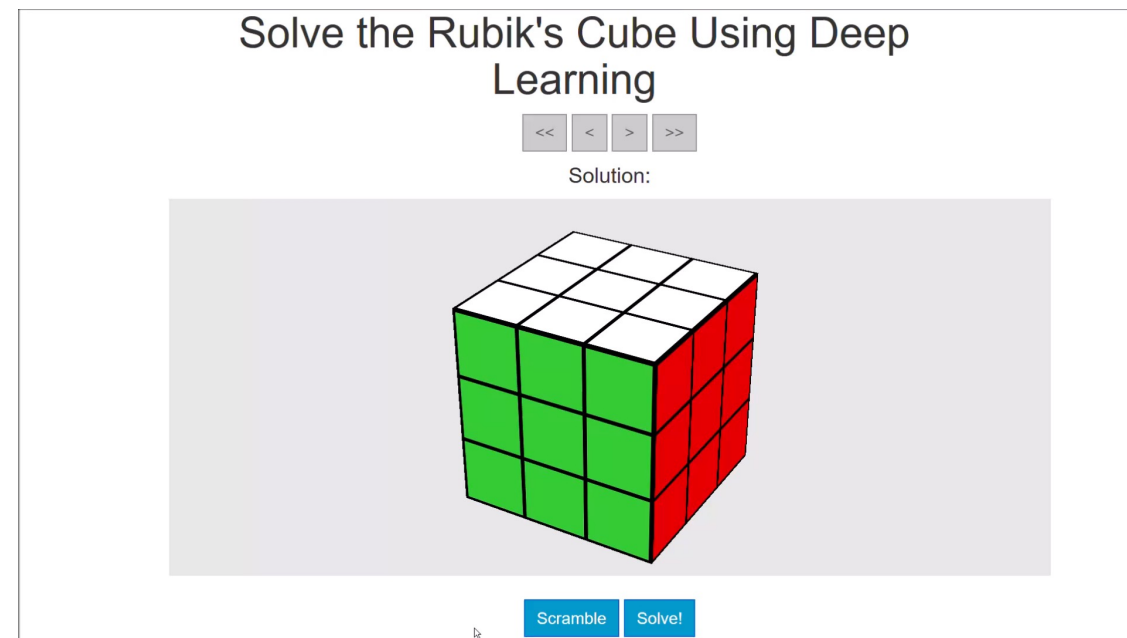 Solve the Rubik's Cube Using Deep
Learning
<< < > >>
Solution:
Scramble Solve!